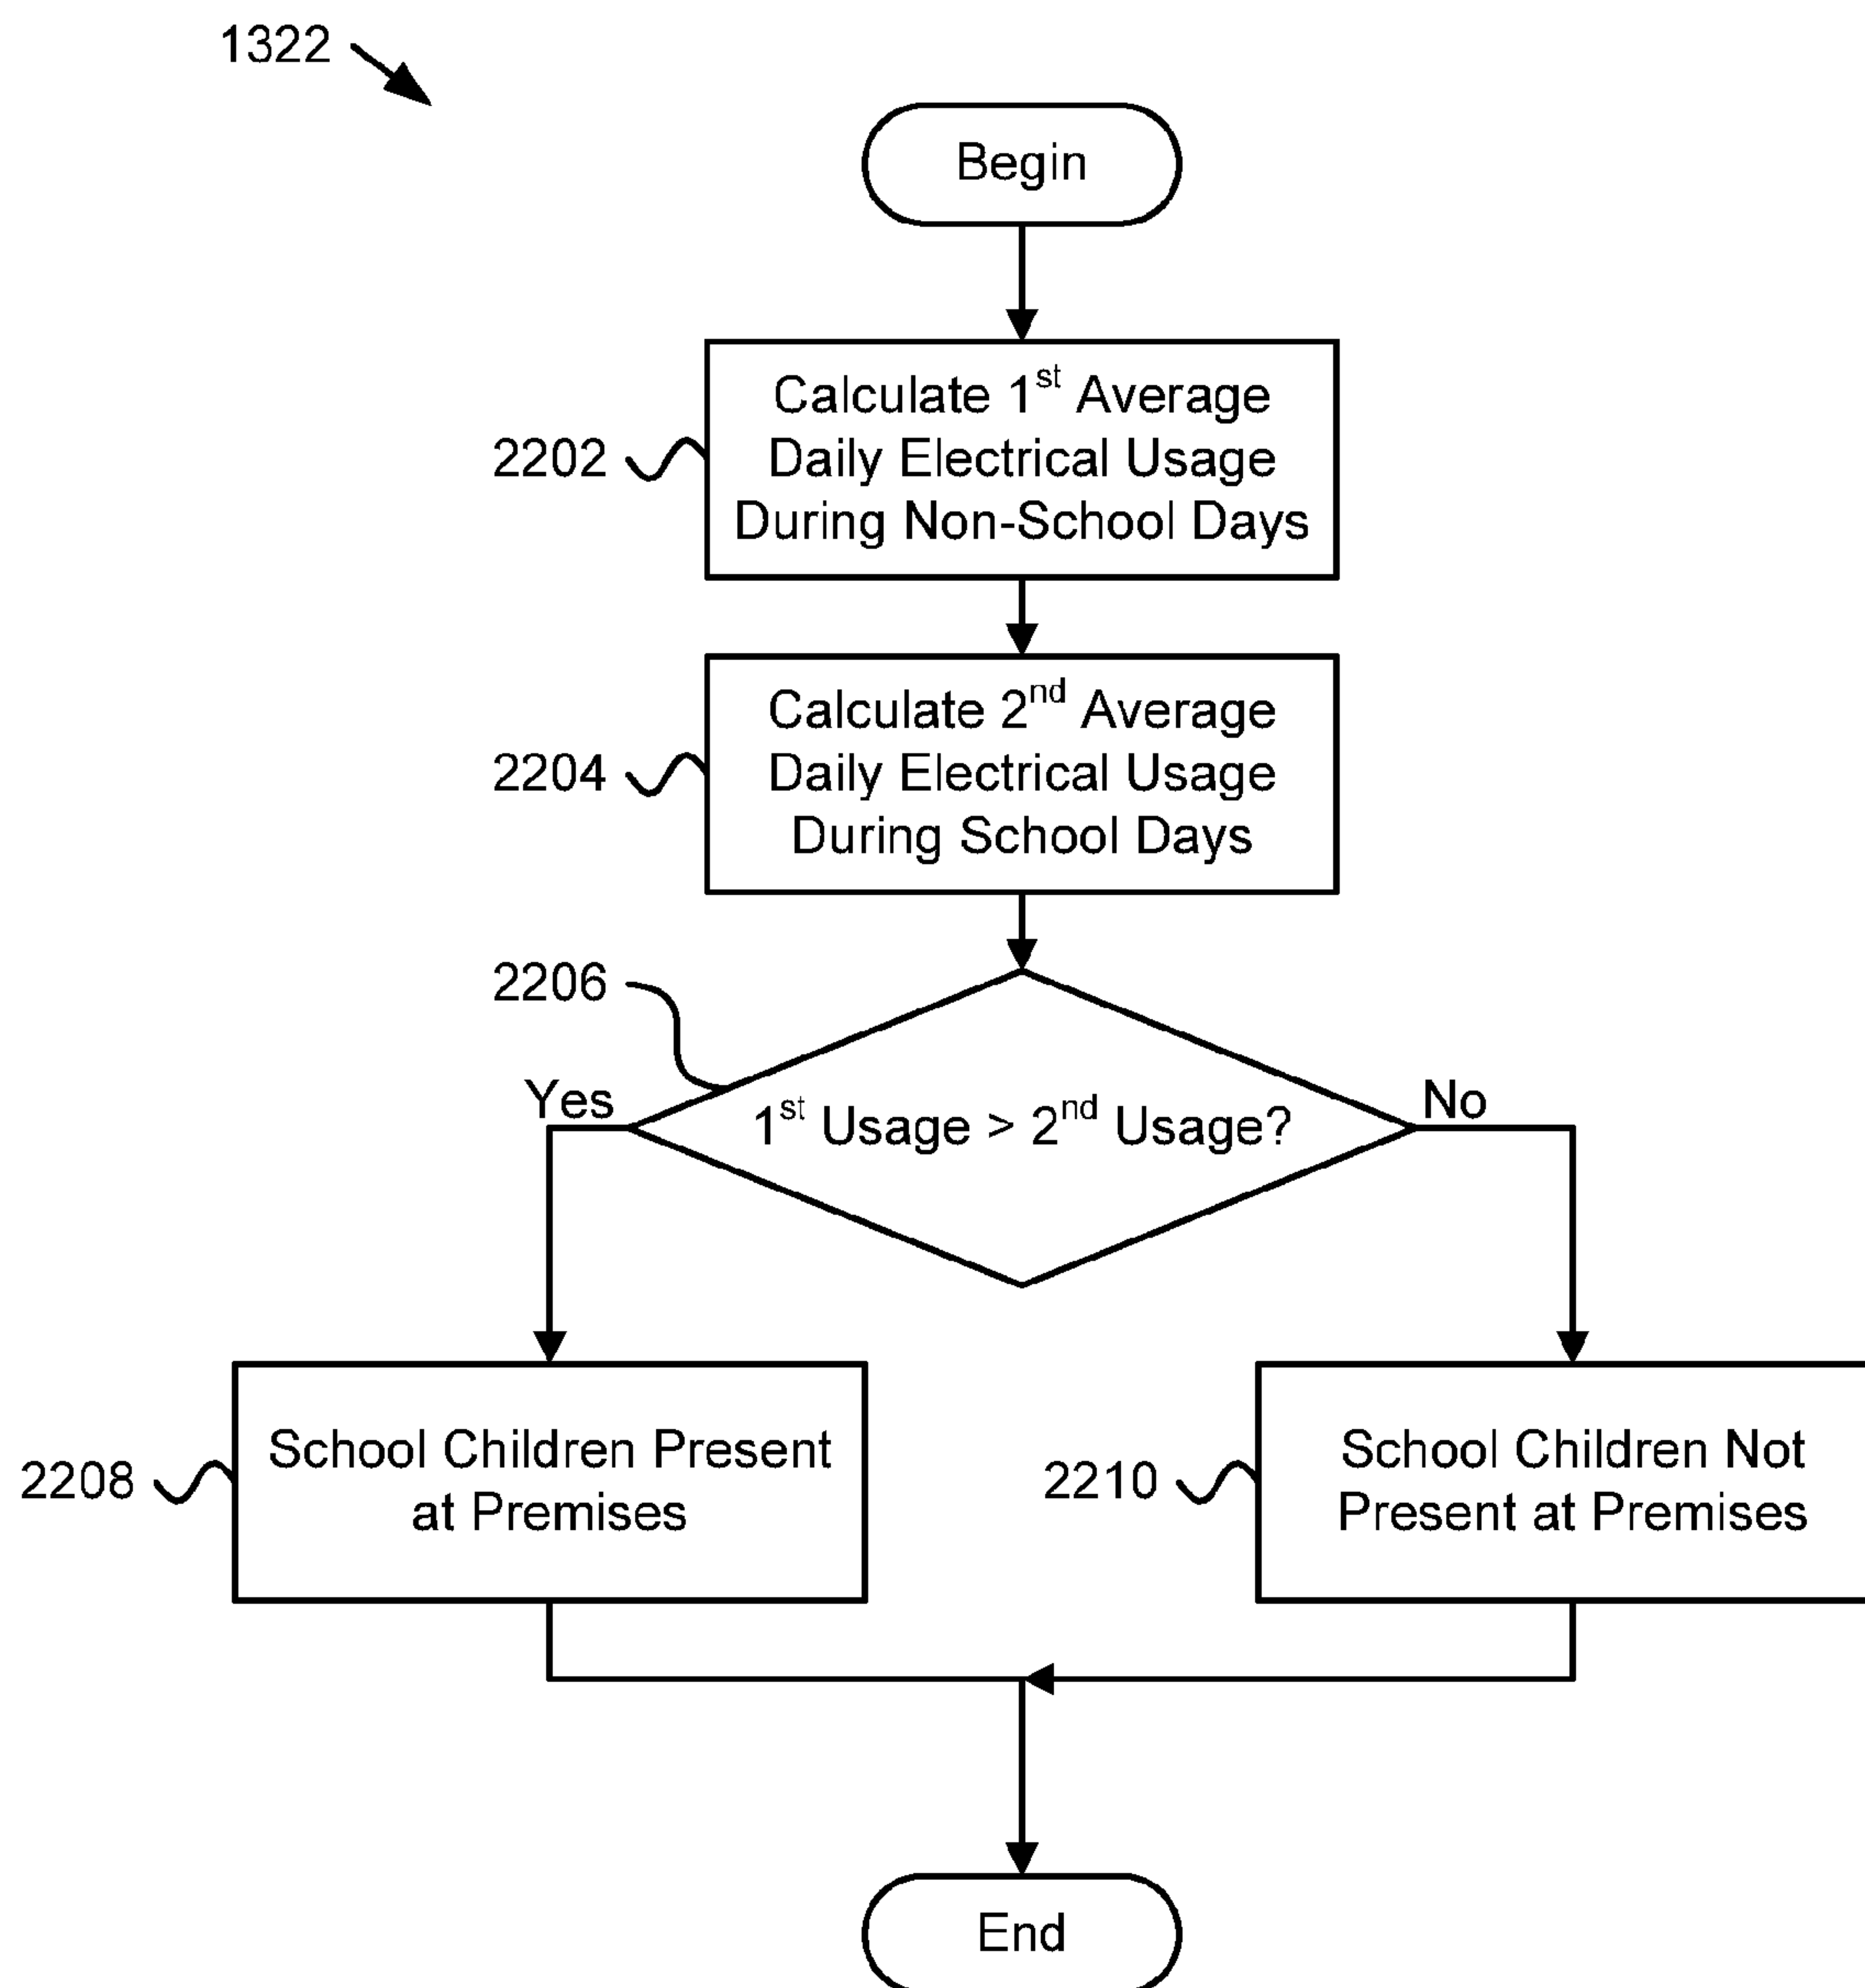 1322
Begin
Calculate 1st Average
Daily Electrical Usage
During Non-School Days
2202
Calculate 2nd Average
Daily Electrical Usage
During School Days
2204
2206
1st Usage > 2nd Usage?
Yes
No
School Children Present
at Premises
2208
School Children Not
Present at Premises
2210
End